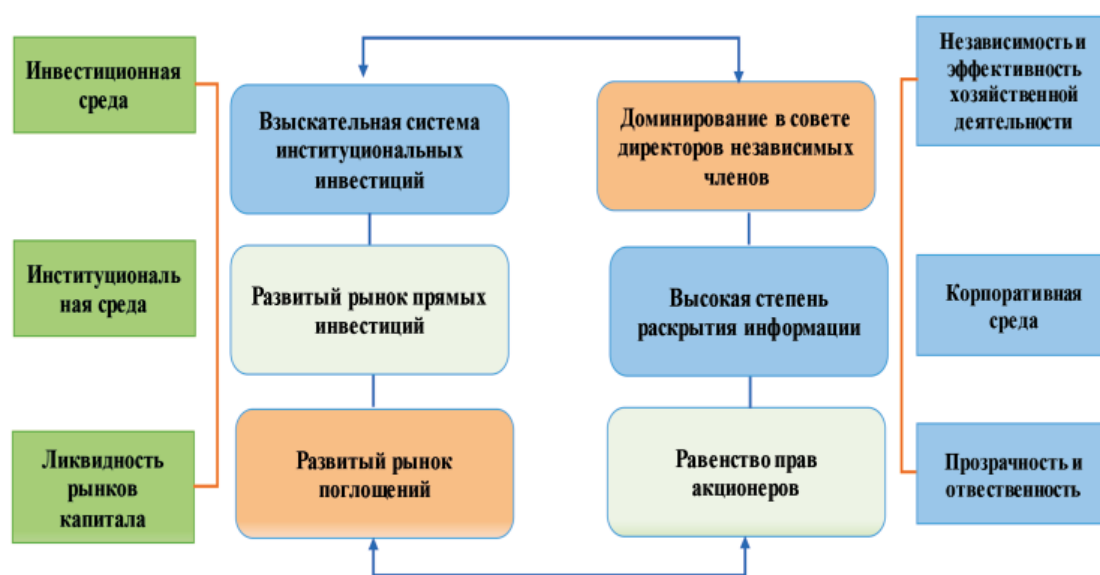 Инвестиционная
среда
Институциональ
ная среда
Ликвидность
рынков
капитала
Взыскательная система
институциональных
инвестиций
Развитый рынок прямых
инвестиций
Развитый рынок
поглощений
Доминирование в совете
директоров независимых
членов
Высокая степень
раскрытия информации
Равенство прав
акционеров
Независимость и
эффективность
хозяйственной
деятельности
Корпоративная
среда
Прозрачность и
отвественность